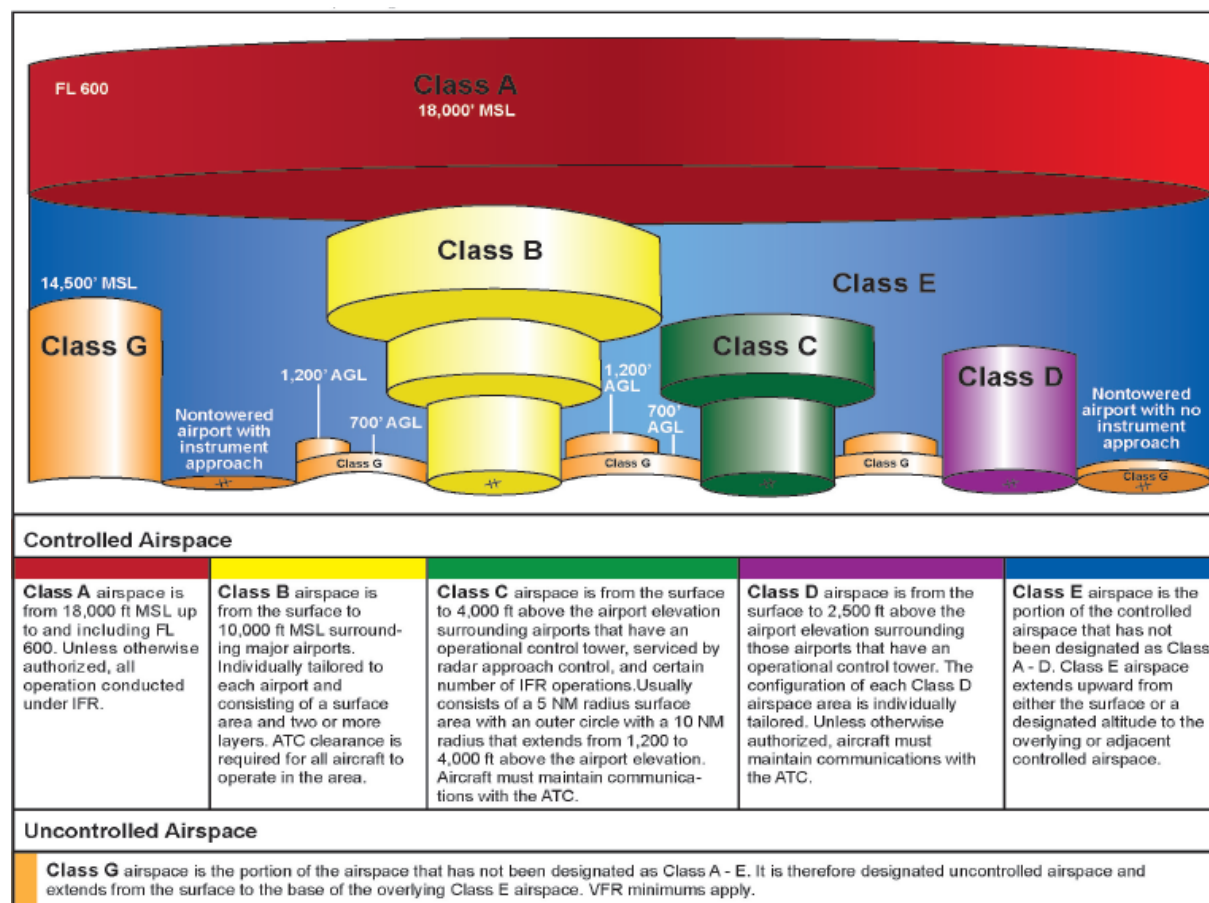 FL 600
Class A
18,000' MSL
Class B
14,500' MSL
Class E
Class G
Class C
1,200' AGL
1,200'
AGL
Class D
Nontowered
airport with
instrument
approach
700' AGL
700'
AGL
Nontowered
airport with no
instrument
approach
Class G
Class G
Class G
Class G
Controlled Airspace
Class A airspace is
from 18,000 ft MSL up
to and including FL
600. Unless otherwise
authorized, all
operation conducted
under IFR.
Class B airspace is
from the surface to
10,000 ft MSL surround-
ing major airports.
Individually tailored to
each airport and
consisting of a surface
area and two or more
layers. ATC clearance is
required for all aircraft to
operate in the area.
Class C airspace is from the surface
to 4,000 ft above the airport elevation
surrounding airports that have an
operational control tower, serviced by
radar approach control, and certain
number of IFR operations.Usually
consists of a 5 NM radius surface
area with an outer circle with a 10 NM
radius that extends from 1,200 to
4,000 ft above the airport elevation.
Aircraft must maintain communica-
tions with the ATC.
Class D airspace is from the
surface to 2,500 ft above the
airport elevation surrounding
those airports that have an
operational control tower. The
configuration of each Class D
airspace area is individually
tailored. Unless otherwise
authorized, aircraft must
maintain communications with
the ATC.
Class E airspace is the
portion of the controlled
airspace that has not
been designated as Class
A - D. Class E airspace
extends upward from
either the surface or a
designated altitude to the
overlying or adjacent
controlled airspace.
Uncontrolled Airspace
Class G airspace is the portion of the airspace that has not been designated as Class A - E. It is therefore designated uncontrolled airspace and
extends from the surface to the base of the overlying Class E airspace. VFR minimums apply.